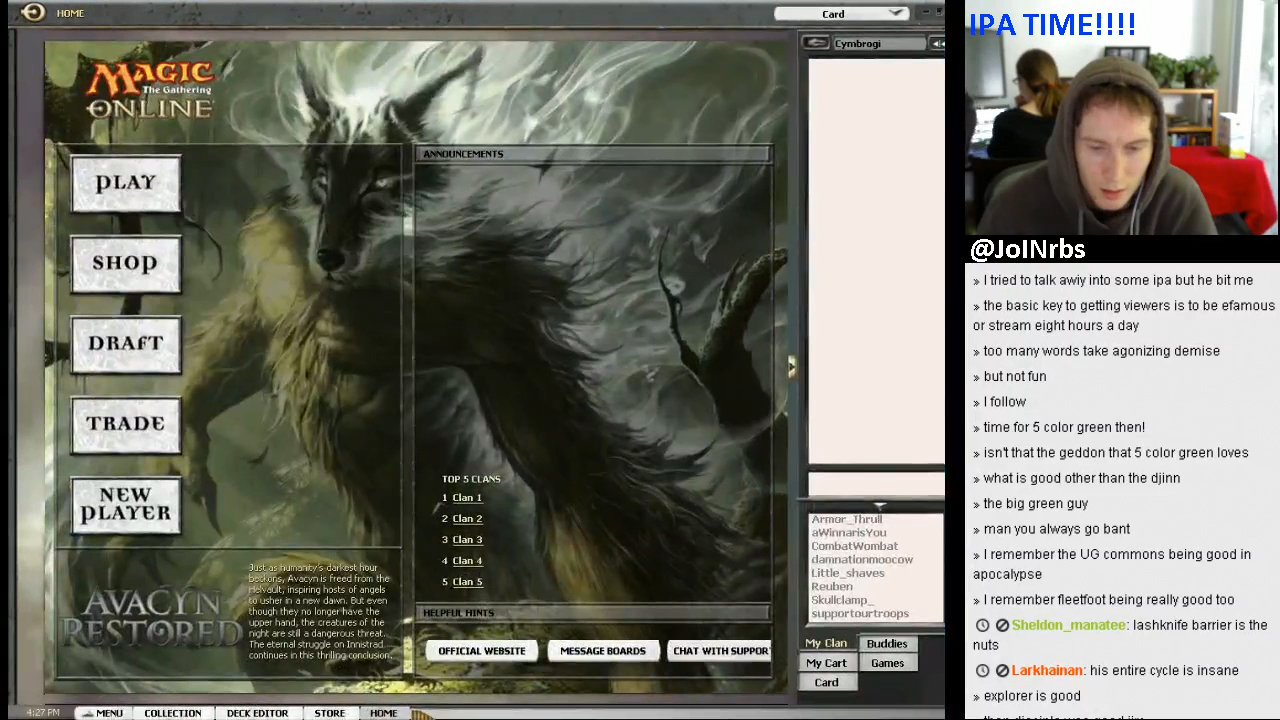 HOME
Card
IPA TIME!!!!
MAGIC
The Gathering
ONLINE
Cymbrogi
ANNOUNCEMENTS
PLAY
SHOP
DRAFT
TRADE
NEW
PLAYER
TOP 5 CLANS
1 Clan 1
2 Clan 2
3 Clan 3
4 Clan 4
5 Clan 5
AVACYN
RESTORED
Just as humanity's darkest hour
beckons, Avacyn is freed from the
Helvault, inspiring hosts of angels
to usher in a new dawn. But even
though they no longer have the
upper hand, the creatures of the
night are still a dangerous threat.
The eternal struggle on Innistrad
continues in this thrilling conclusion.
HELPFUL HINTS
OFFICIAL WEBSITE
MESSAGE BOARDS
CHAT WITH SUPPOR
Armor_Thrull
aWinnarisYou
CombatWombat
damnationmoocow
Little_shaves
Reuben
Skullclamp_
supportourtroops
My Clan
Buddies
My Cart
Games
Card
4:27 PM
MENU
COLLECTION
DECK EDITOR
STORE
HOME
@JoINrbs
» I tried to talk awiy into some ipa but he bit me
» the basic key to getting viewers is to be efamous
or stream eight hours a day
» too many words take agonizing demise
» but not fun
» I follow
» time for 5 color green then!
» isn't that the geddon that 5 color green loves
» what is good other than the djinn
» the big green guy
» man you always go bant
» I remember the UG commons being good in
apocalypse
» I remember fleetfoot being really good too
» Sheldon_manatee: lashknife barrier is the
nuts
» Larkhainan: his entire cycle is insane
» explorer is good